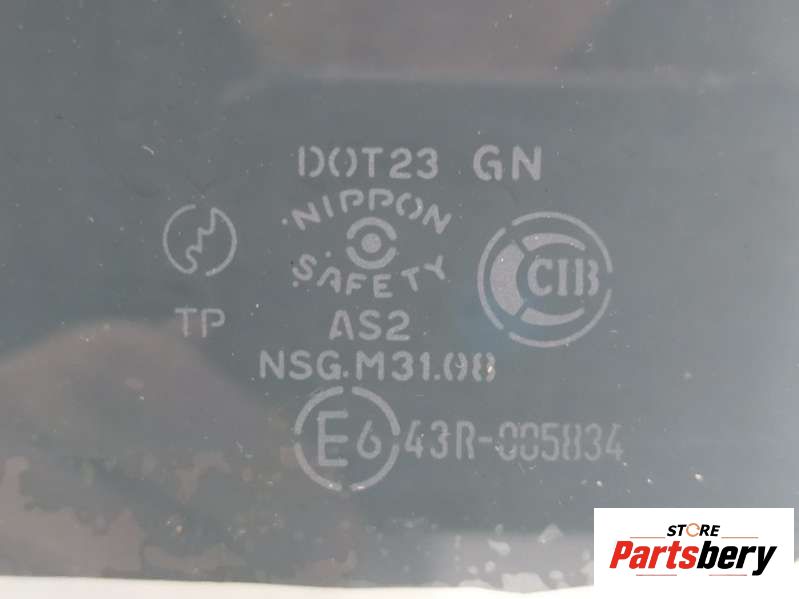 DOT23 GN
NIPPON
SAFETY
CIB
TP
AS2
NSG.M31.08
E6 43R-005834
STORE
Partsbery